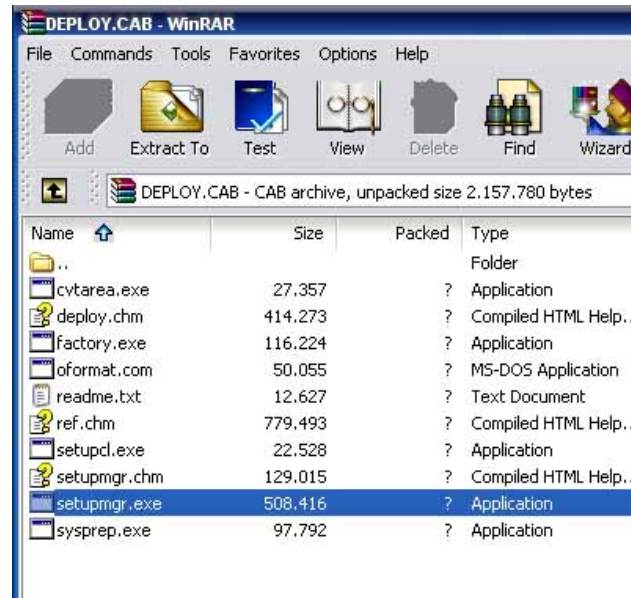 DEPLOY.CAB - WinRAR
File Commands Tools Favorites Options Help
Add Extract To Test View Delete Find Wizard
DEPLOY.CAB - CAB archive, unpacked size 2.157.780 bytes
Name Size Packed Type
.. Folder
cvtarea.exe 27.357 ? Application
deploy.chm 414.273 ? Compiled HTML Help..
factory.exe 116.224 ? Application
oformat.com 50.055 ? MS-DOS Application
readme.txt 12.627 ? Text Document
ref.chm 779.493 ? Compiled HTML Help..
setupcl.exe 22.528 ? Application
setupmgr.chm 129.015 ? Compiled HTML Help..
setupmgr.exe 508.416 ? Application
sysprep.exe 97.792 ? Application